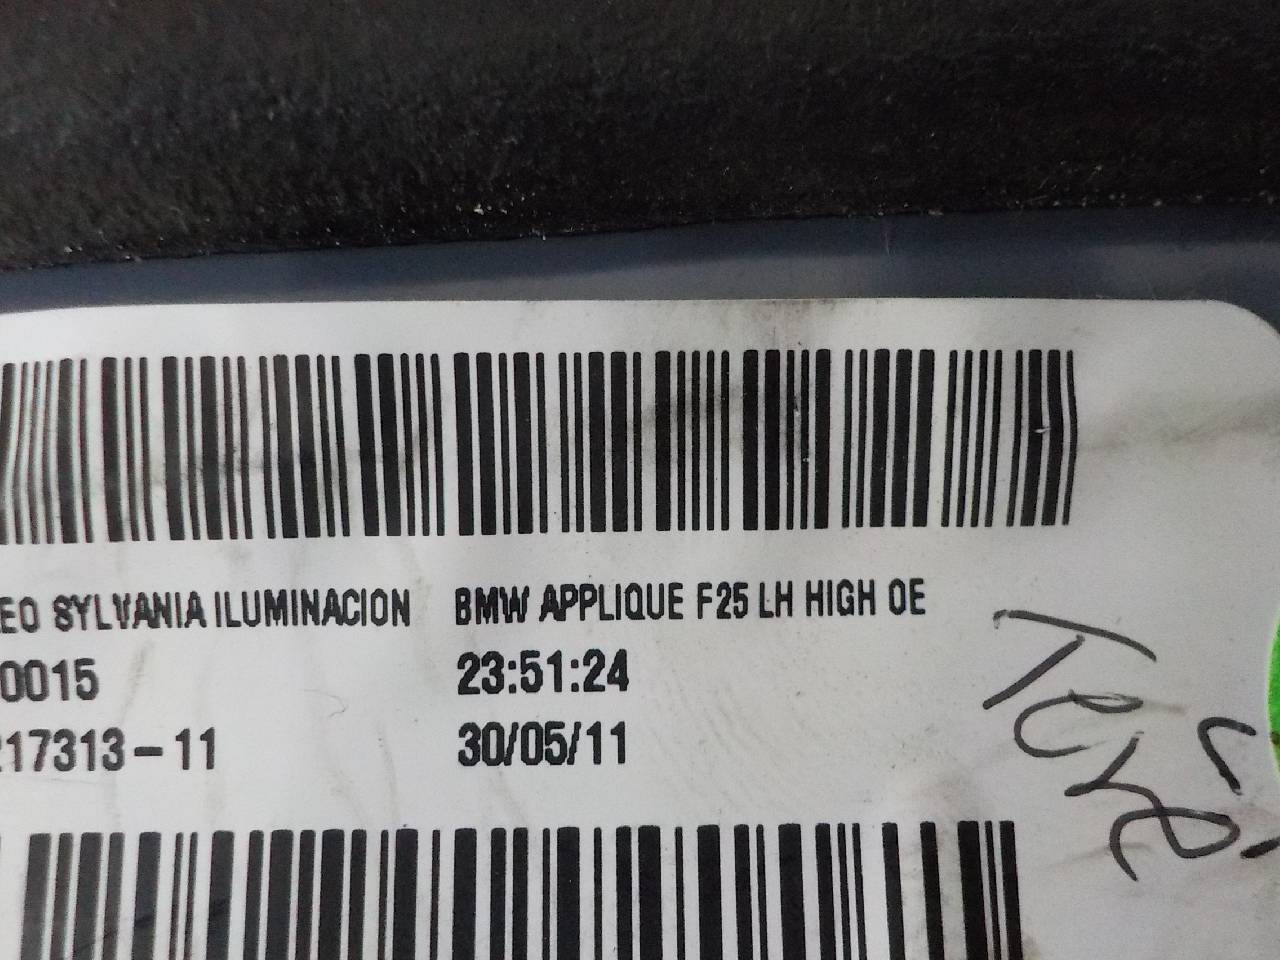 EO SYLVANIA ILUMINACION BMW APPLIQUE F25 LH HIGH OE
0015 23:51:24
217313-11 30/05/11